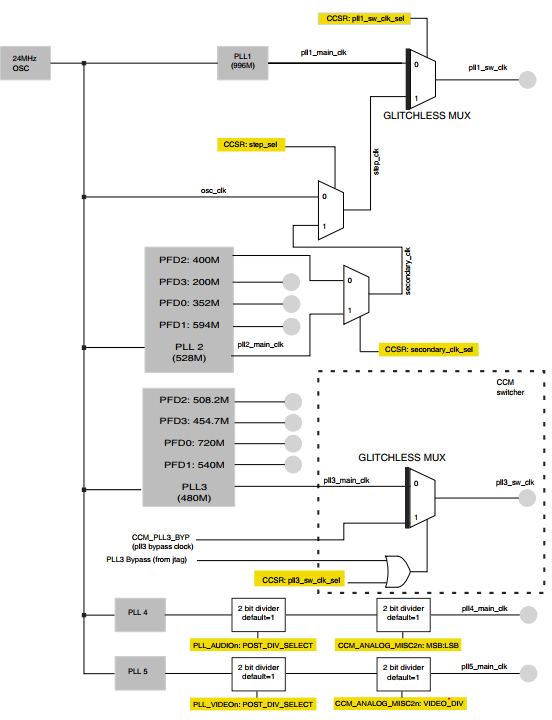 CCSR: pll1_sw_clk_sel
24MHz
OSC
PLL1
(996M)
pll1_main_clk
0
1
pll1_sw_clk
GLITCHLESS MUX
CCSR: step_sel
step_clk
osc_clk
0
1
secondary_clk
PFD2: 400M
PFD3: 200M
PFD0: 352M
PFD1: 594M
PLL 2
(528M)
pll2_main_clk
0
1
CCSR: secondary_clk_sel
CCM
switcher
PFD2: 508.2M
PFD3: 454.7M
PFD0: 720M
PFD1: 540M
PLL3
(480M)
GLITCHLESS MUX
pll3_main_clk
0
1
pll3_sw_clk
CCM_PLL3_BYP
(pll3 bypass clock)
PLL3 Bypass (from jtag)
CCSR: pll3_sw_clk_sel
PLL 4
2 bit divider
default=1
2 bit divider
default=1
pll4_main_clk
PLL_AUDIOn: POST_DIV_SELECT
CCM_ANALOG_MISC2n: MSB:LSB
PLL 5
2 bit divider
default=1
2 bit divider
default=1
pll5_main_clk
PLL_VIDEOn: POST_DIV_SELECT
CCM_ANALOG_MISC2n: VIDEO_DIV